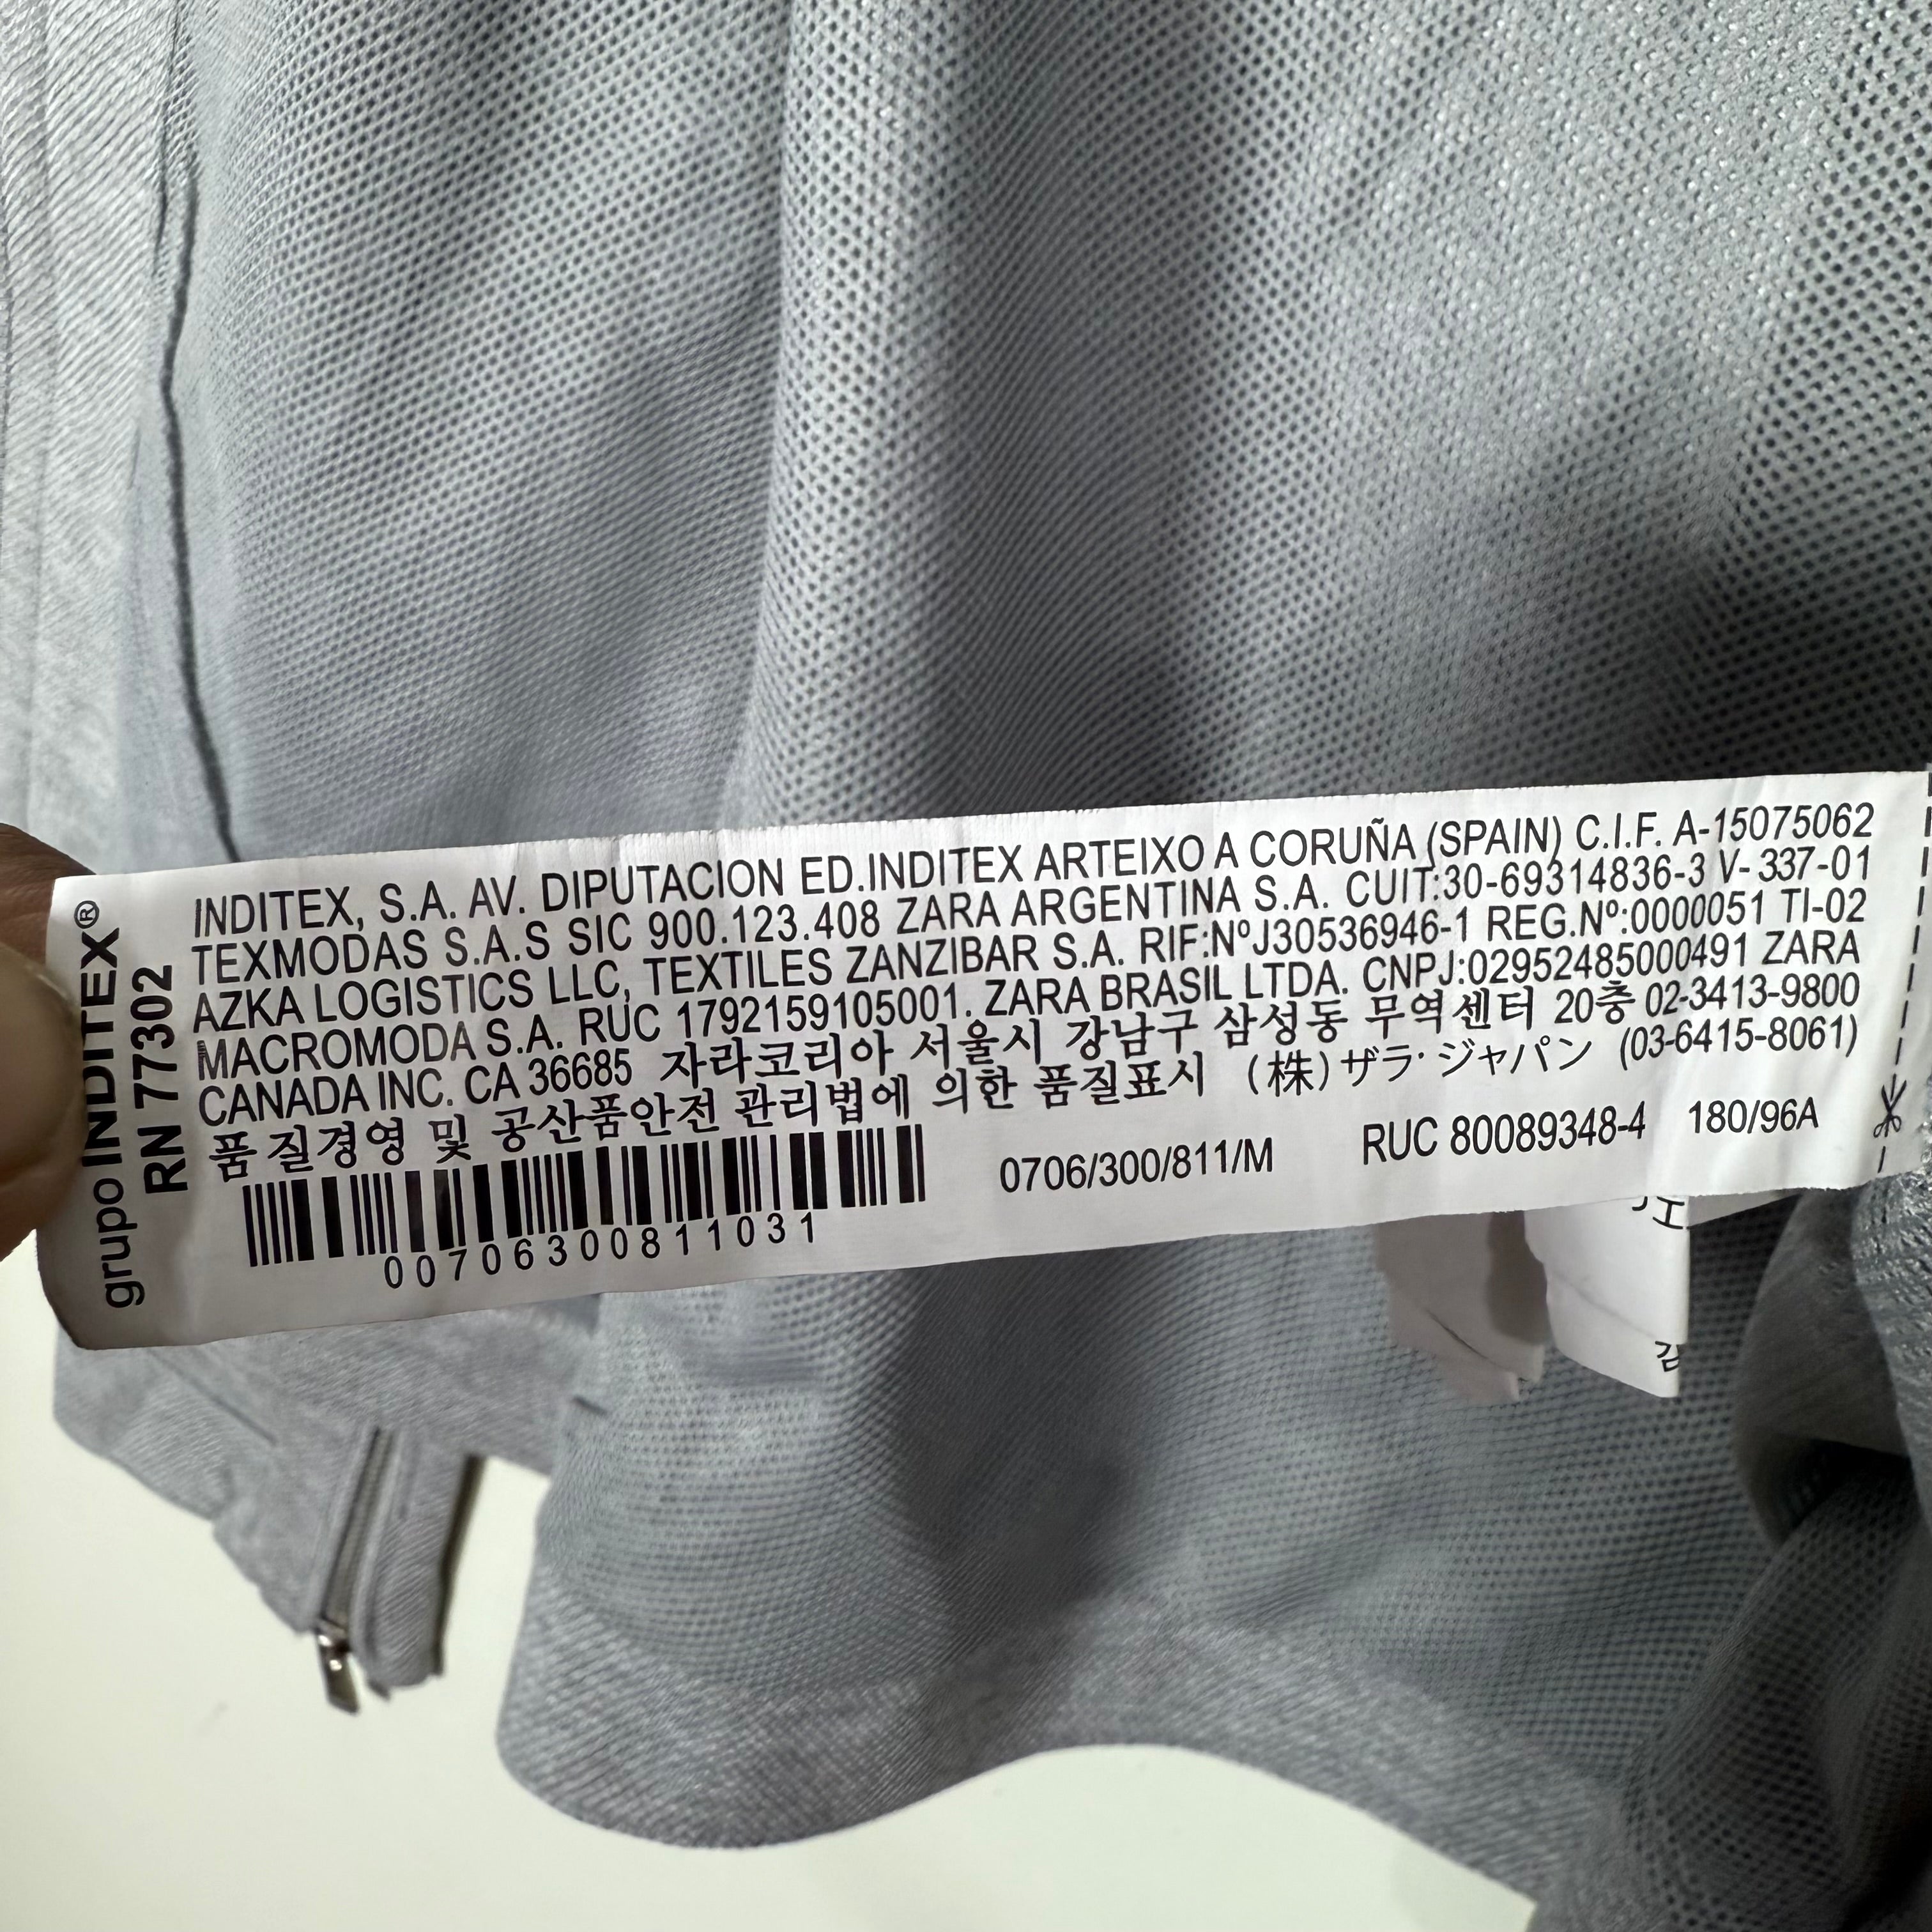 grupo INDITEX®
RN 77302
INDITEX, S.A. AV. DIPUTACION ED.INDITEX ARTEIXO A CORUÑA (SPAIN) C.I.F. A-15075062
TEXMODAS S.A.S SIC 900.123.408 ZARA ARGENTINA S.A. CUIT:30-69314836-3 V-337-01
AZKA LOGISTICS LLC, TEXTILES ZANZIBAR S.A. RIF:NºJ30536946-1 REG.Nº:0000051 TI-02
MACROMODA S.A. RUC 1792159105001. ZARA BRASIL LTDA. CNPJ:02952485000491 ZARA
CANADA INC. CA 36685 자라코리아 서울시 강남구 삼성동 무역센터 20층 02-3413-9800
품질경영 및 공산품안전 관리법에 의한 품질표시 (株)ザラ・ジャパン (03-6415-8061)
0706/300/811/M RUC 80089348-4 180/96A
00706300811031